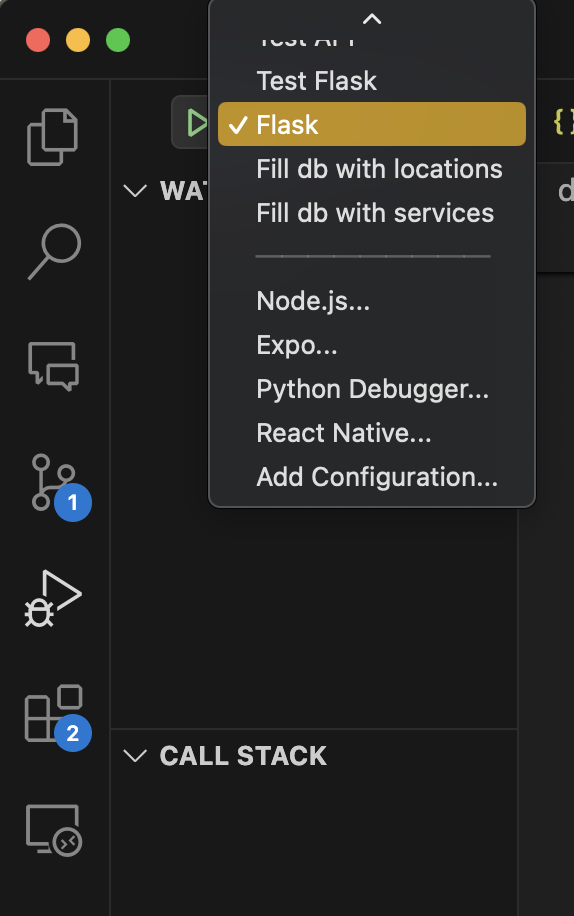 Test Flask
✓ Flask
{}
WAT
Fill db with locations
d
Fill db with services
Node.js...
Expo...
Python Debugger...
React Native...
Add Configuration...
1
2
CALL STACK